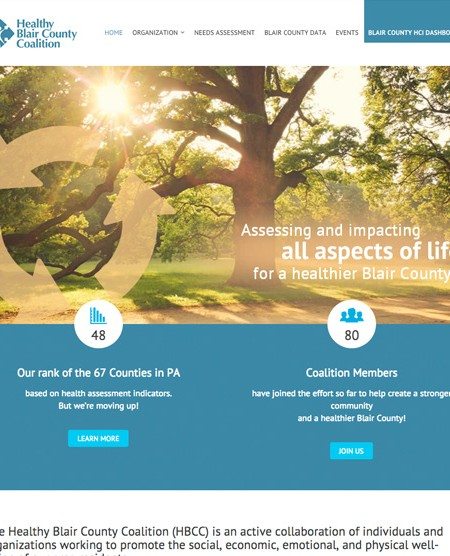 Healthy
Blair County
Coalition
HOME ORGANIZATION NEEDS ASSESSMENT BLAIR COUNTY DATA EVENTS BLAIR COUNTY HCI DASHBO
Assessing and impacting
all aspects of life
for a healthier Blair County
48
80
Our rank of the 67 Counties in PA
Coalition Members
based on health assessment indicators.
But we're moving up!
have joined the effort so far to help create a stronger
community
and a healthier Blair County!
LEARN MORE
JOIN US
e Healthy Blair County Coalition (HBCC) is an active collaboration of individuals and
ganizations working to promote the social, economic, emotional, and physical well-